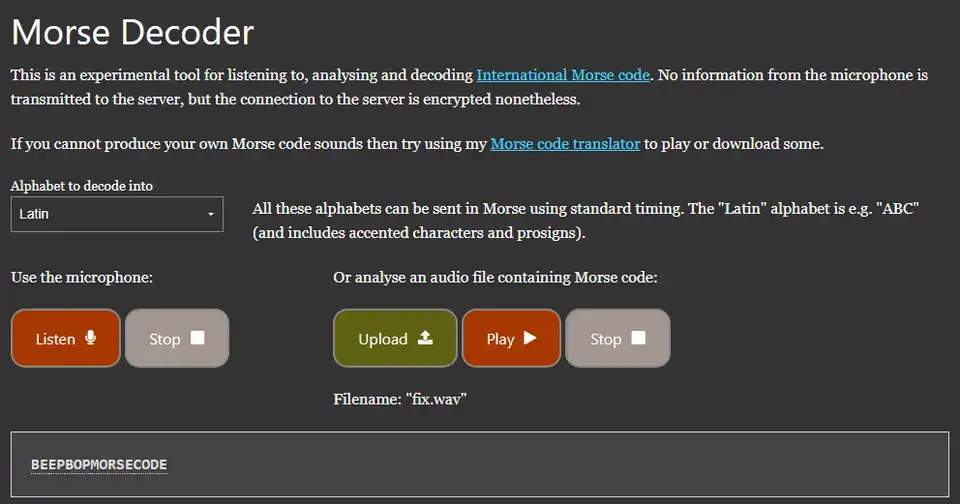 Morse Decoder
This is an experimental tool for listening to, analysing and decoding International Morse code. No information from the microphone is
transmitted to the server, but the connection to the server is encrypted nonetheless.
If you cannot produce your own Morse code sounds then try using my Morse code translator to play or download some.
Alphabet to decode into
Latin
All these alphabets can be sent in Morse using standard timing. The "Latin" alphabet is e.g. "ABC"
(and includes accented characters and prosigns).
Use the microphone:
Or analyse an audio file containing Morse code:
Listen
Stop
Upload
Play
Stop
Filename: "fix.wav"
BEEPBOPMORSECODE